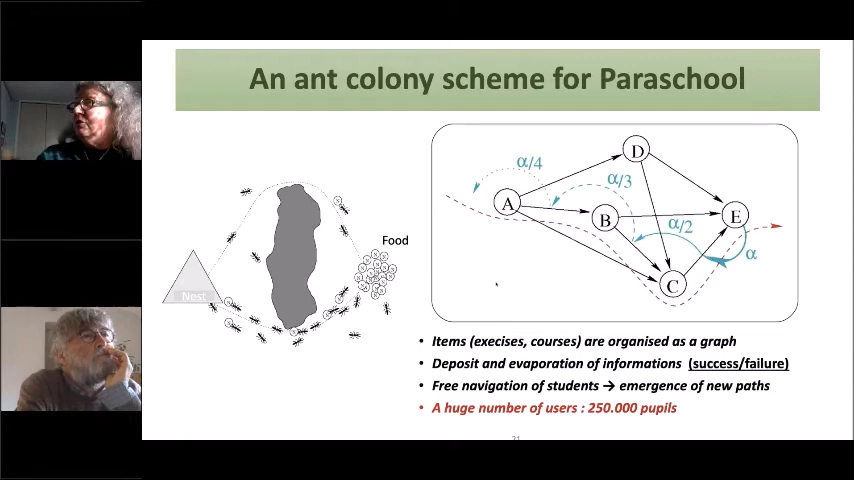 An ant colony scheme for Paraschool
Food
Nest
α/4
α/3
α/2
α
A
B
C
D
E
• Items (execises, courses) are organised as a graph
• Deposit and evaporation of informations (success/failure)
• Free navigation of students → emergence of new paths
• A huge number of users : 250.000 pupils